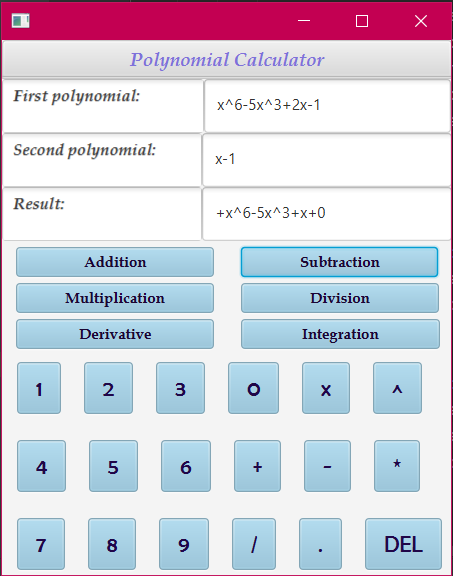 Polynomial Calculator
First polynomial: x^6-5x^3+2x-1
Second polynomial: x-1
Result: +x^6-5x^3+x+0
Addition Subtraction
Multiplication Division
Derivative Integration
1 2 3 0 x ^
4 5 6 + - *
7 8 9 / . DEL